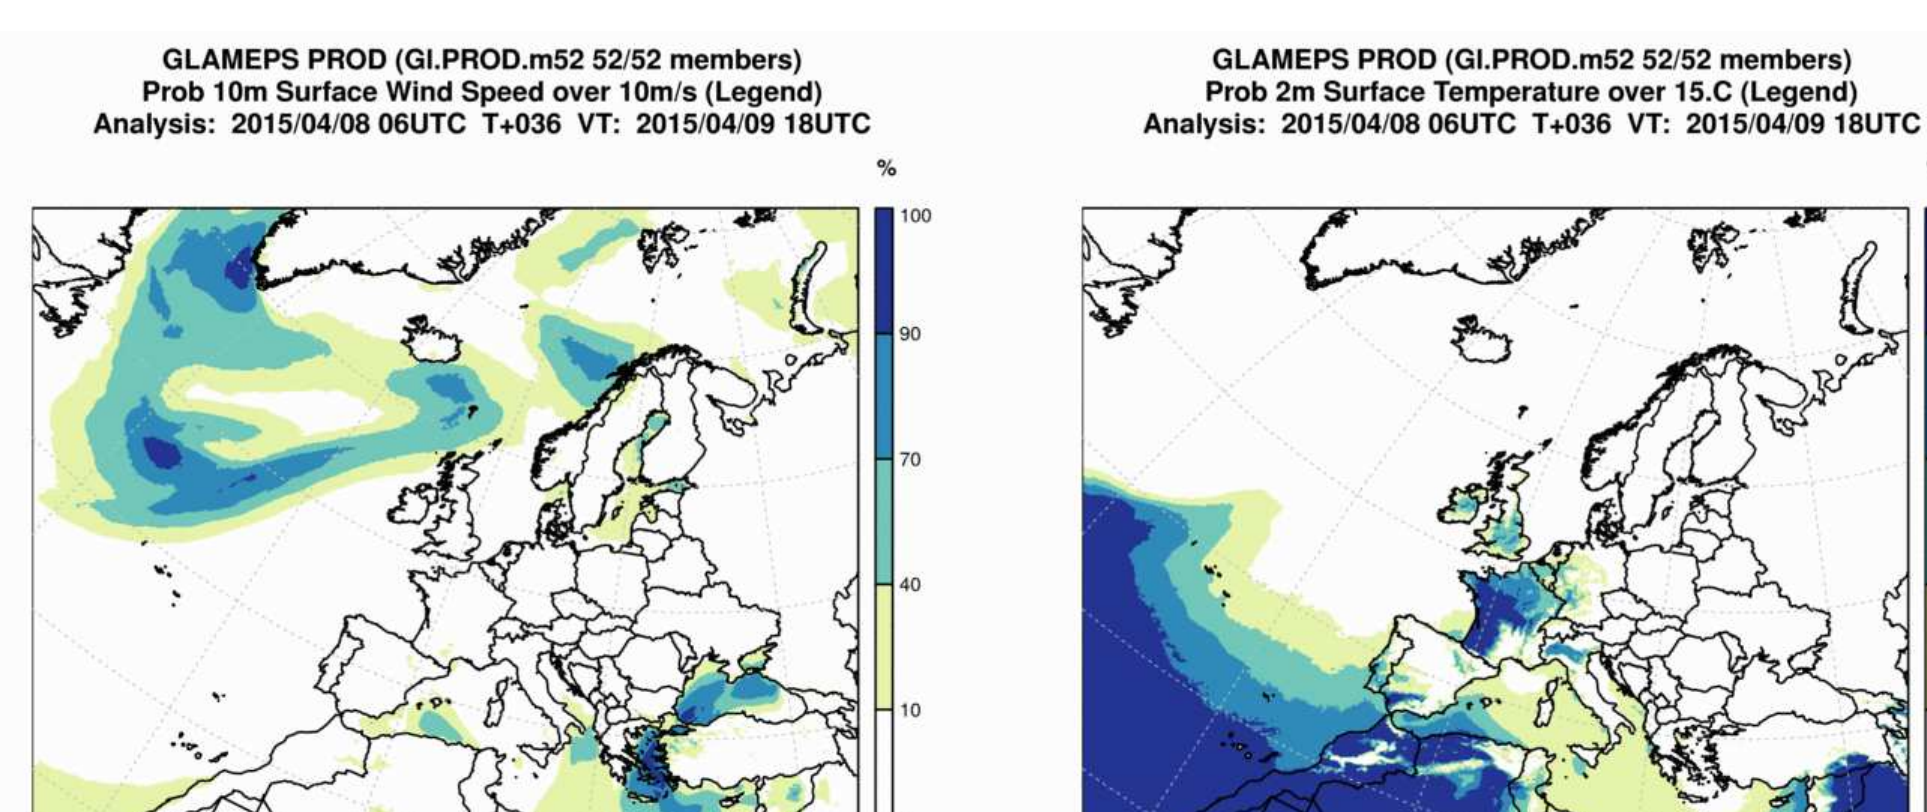 GLAMEPS PROD (Gl.PROD.m52 52/52 members)
Prob 10m Surface Wind Speed over 10m/s (Legend)
Analysis: 2015/04/08 06UTC T+036 VT: 2015/04/09 18UTC
%
100
90
70
40
10
GLAMEPS PROD (Gl.PROD.m52 52/52 members)
Prob 2m Surface Temperature over 15.C (Legend)
Analysis: 2015/04/08 06UTC T+036 VT: 2015/04/09 18UTC